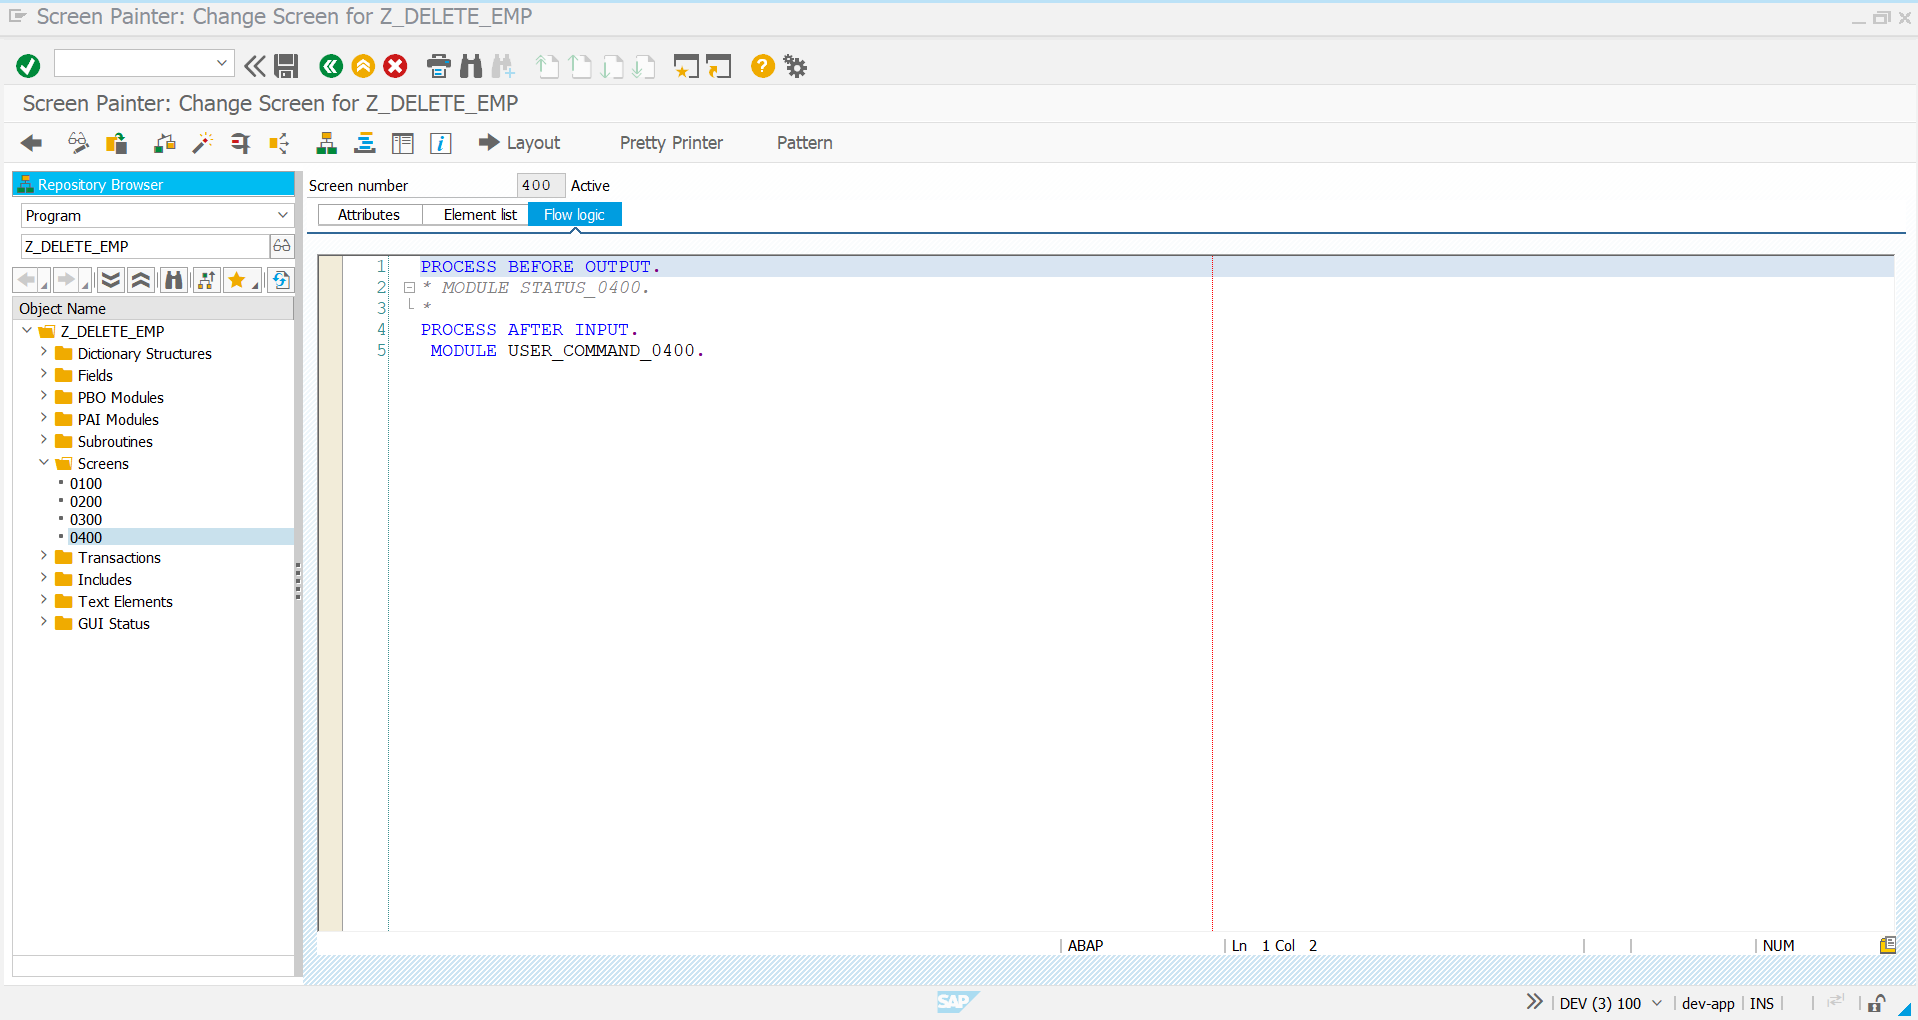 Screen Painter: Change Screen for Z_DELETE_EMP
Screen Painter: Change Screen for Z_DELETE_EMP
Layout Pretty Printer Pattern
Repository Browser
Program
Z_DELETE_EMP
Object Name
Z_DELETE_EMP
Dictionary Structures
Fields
PBO Modules
PAI Modules
Subroutines
Screens
0100
0200
0300
0400
Transactions
Includes
Text Elements
GUI Status
Screen number 400 Active
Attributes Element list Flow logic
1 PROCESS BEFORE OUTPUT.
2 * MODULE STATUS_0400.
3 *
4 PROCESS AFTER INPUT.
5 MODULE USER_COMMAND_0400.
ABAP Ln 1 Col 2 NUM
SAP DEV (3) 100 dev-app INS